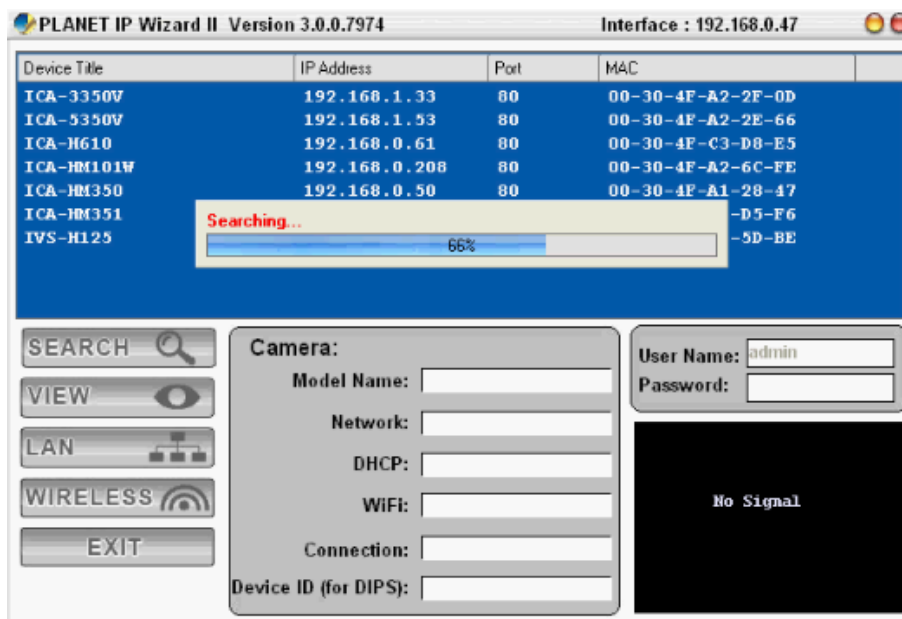 PLANET IP Wizard II Version 3.0.0.7974 Interface : 192.168.0.47
Device Title IP Address Port MAC
ICA-3350V 192.168.1.33 80 00-30-4F-A2-2F-0D
ICA-5350V 192.168.1.53 80 00-30-4F-A2-2E-66
ICA-H610 192.168.0.61 80 00-30-4F-C3-D8-E5
ICA-HM101W 192.168.0.208 80 00-30-4F-A2-6C-FE
ICA-HM350 192.168.0.50 80 00-30-4F-A1-28-47
ICA-HM351 -D5-F6
IVS-H125 -5D-BE
Searching...
66%
SEARCH
VIEW
LAN
WIRELESS
EXIT
Camera:
Model Name:
Network:
DHCP:
WiFi:
Connection:
Device ID (for DIPS):
User Name: admin
Password:
No Signal